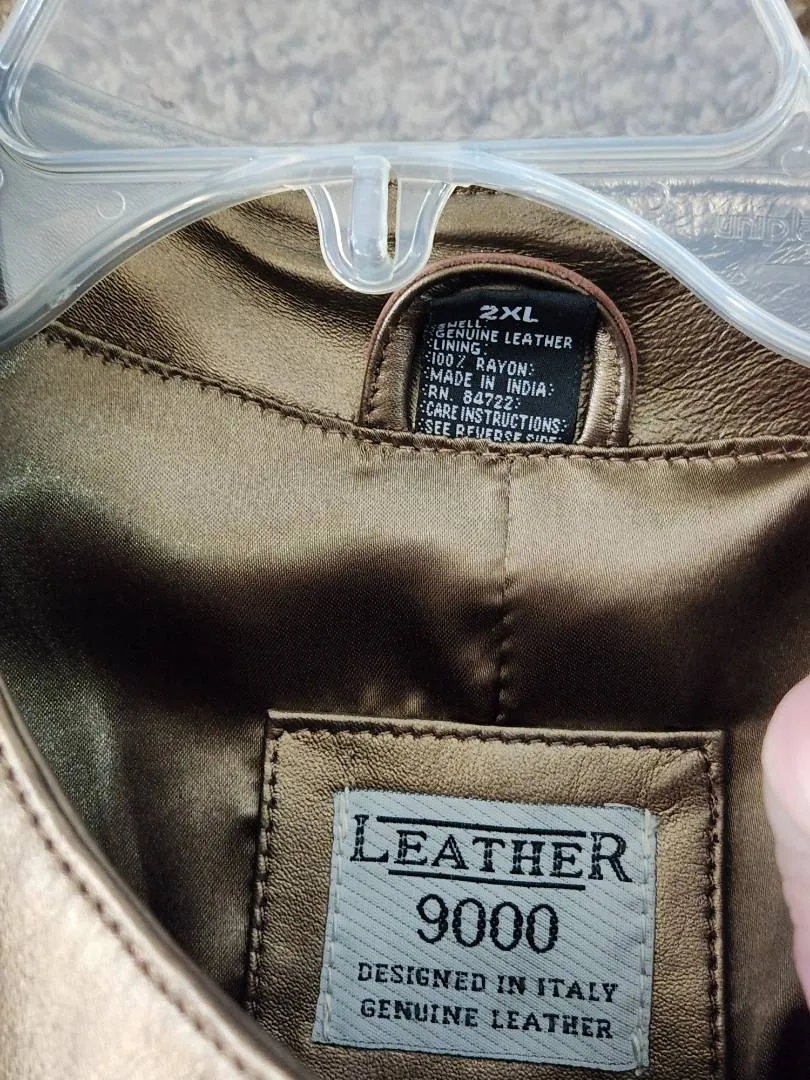 2XL
SHELL:
GENUINE LEATHER
LINING:
100% RAYON:
MADE IN INDIA:
RN. 84722:
CARE INSTRUCTIONS:
SEE REVERSE SIDE
LEATHER
9000
DESIGNED IN ITALY
GENUINE LEATHER